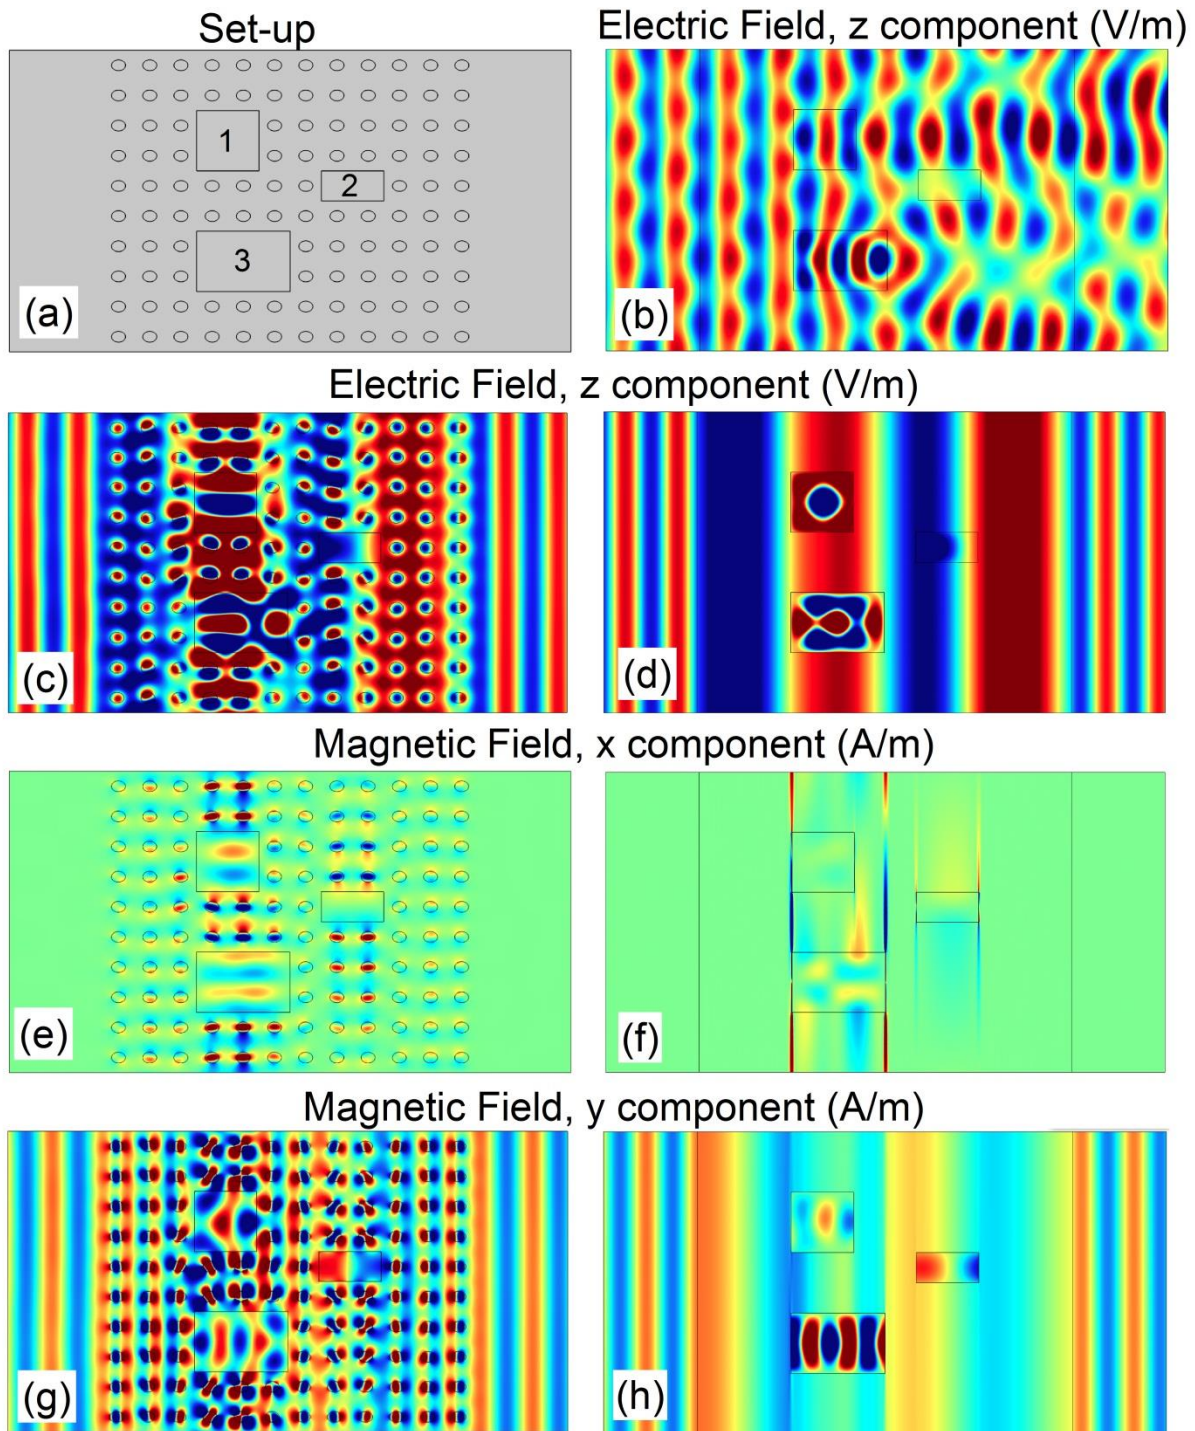 Set-up
Electric Field, z component (V/m)
1
2
3
(a)
(b)
Electric Field, z component (V/m)
(c)
(d)
Magnetic Field, x component (A/m)
(e)
(f)
Magnetic Field, y component (A/m)
(g)
(h)